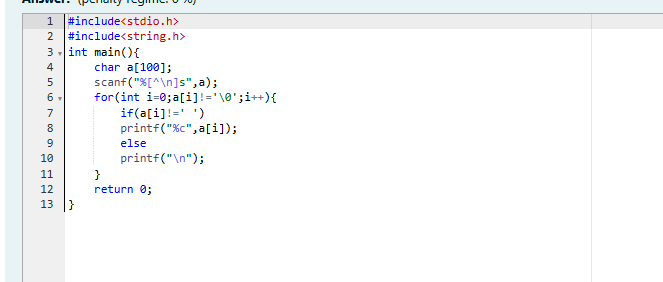 Answer: (penalty regime: 0 %)
1 #include<stdio.h>
2 #include<string.h>
3 int main(){
4 char a[100];
5 scanf("%[^\n]s",a);
6 for(int i=0;a[i]!='\0';i++){
7 if(a[i]!=' ')
8 printf("%c",a[i]);
9 else
10 printf("\n");
11 }
12 return 0;
13 }